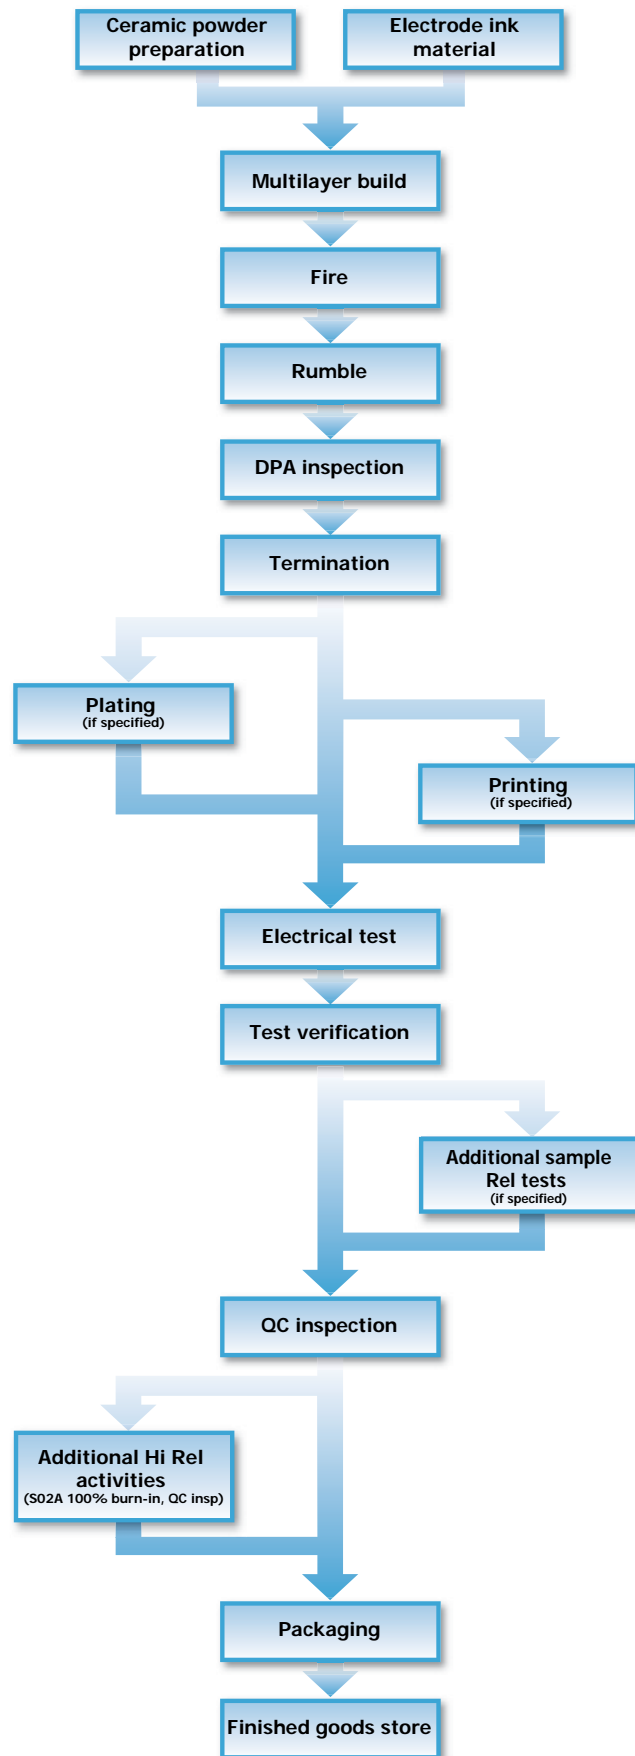 Ceramic powder
preparation
Electrode ink
material
Multilayer build
Fire
Rumble
DPA inspection
Termination
Plating
(if specified)
Printing
(if specified)
Electrical test
Test verification
Additional sample
Rel tests
(if specified)
QC inspection
Additional Hi Rel
activities
(S02A 100% burn-in, QC insp)
Packaging
Finished goods store